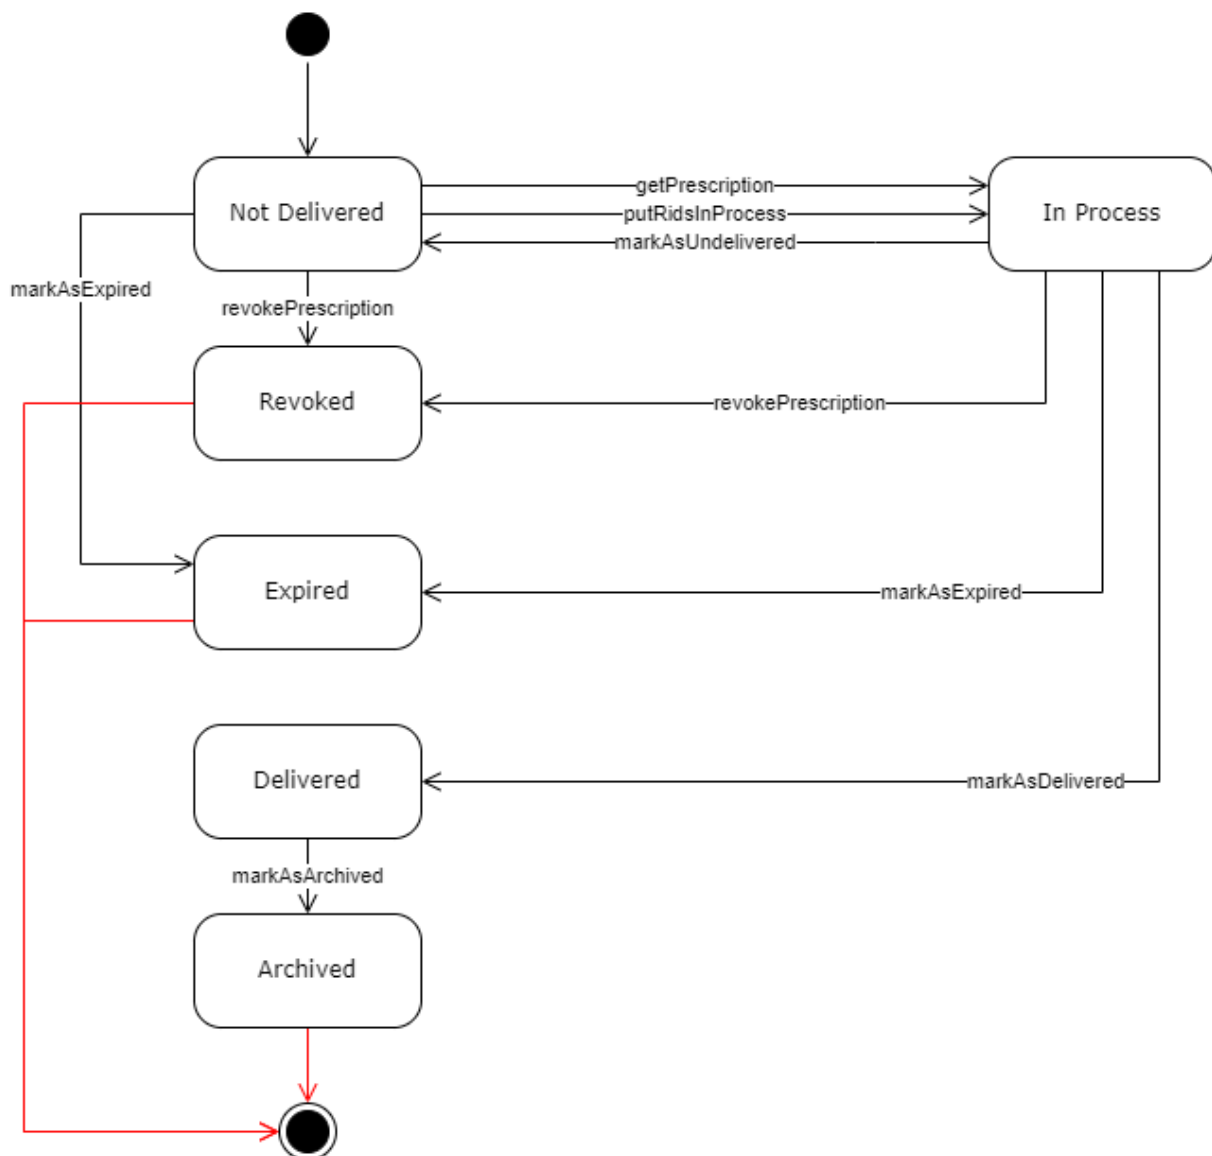 getPrescription
Not Delivered
putRidsInProcess
In Process
markAsUndelivered
markAsExpired
revokePrescription
Revoked
revokePrescription
Expired
markAsExpired
Delivered
markAsDelivered
markAsArchived
Archived